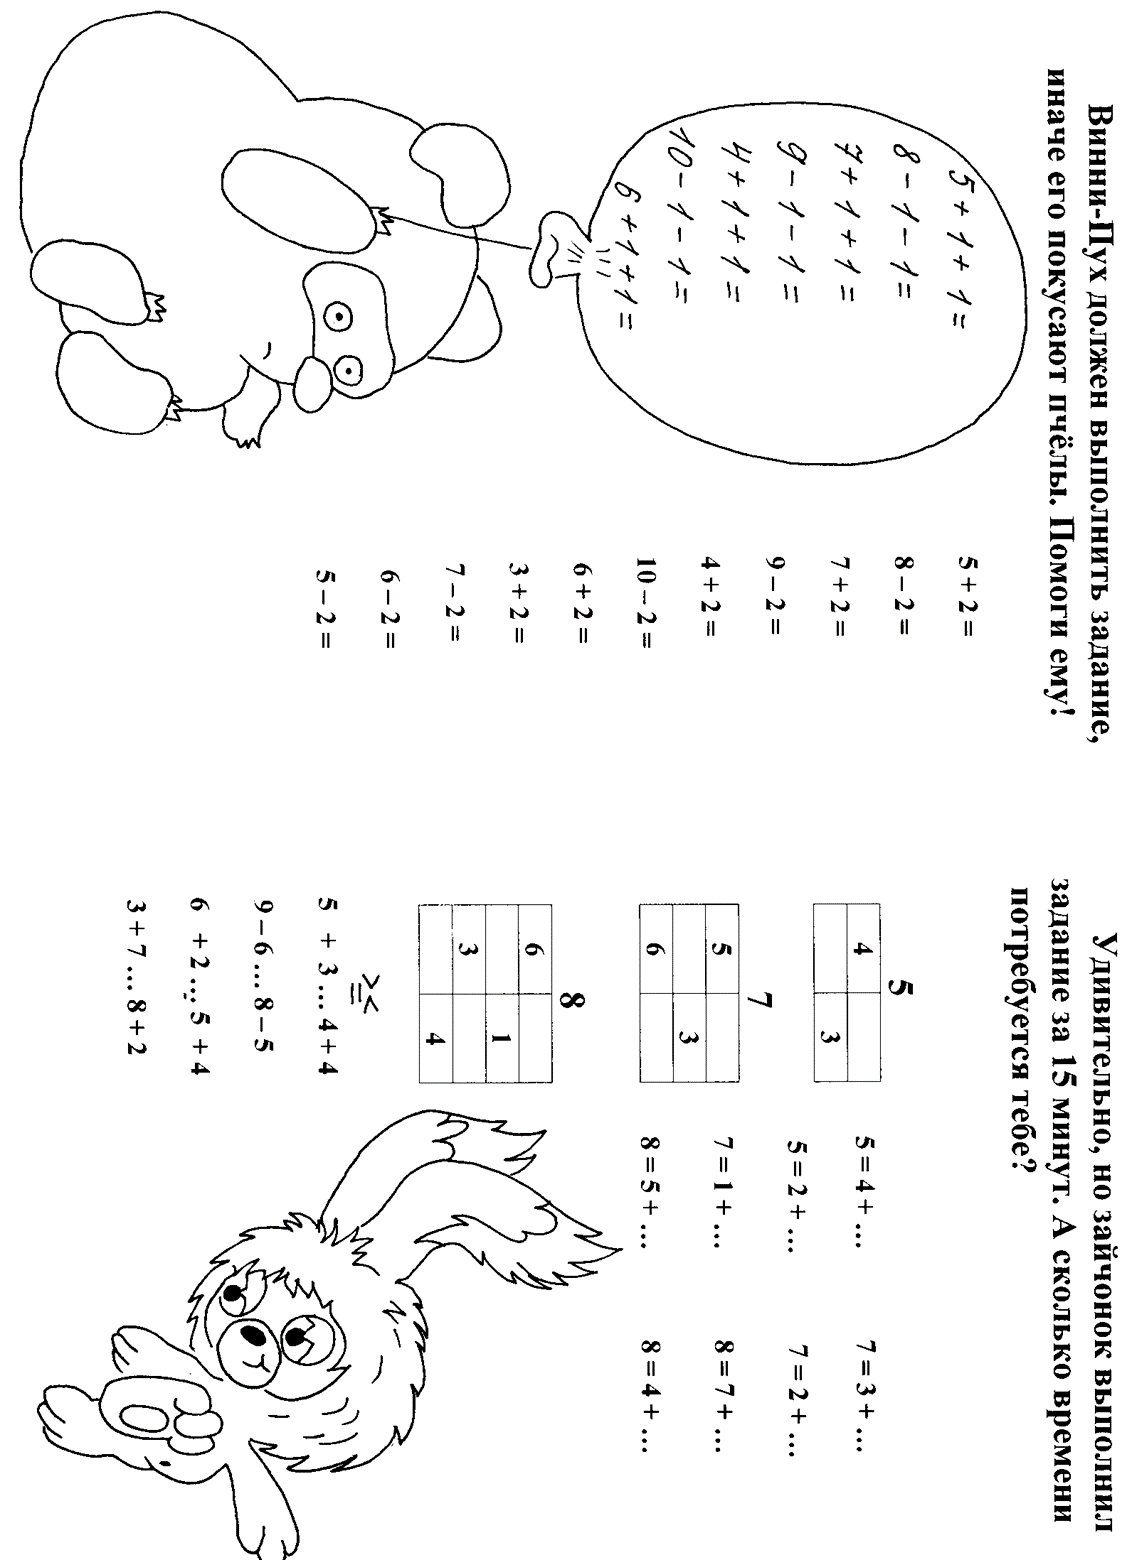 Винни-Пух должен выполнить задание,
иначе его покусают пчёлы. Помоги ему!
5 + 1 + 1 =
8 - 1 - 1 =
7 + 1 + 1 =
9 - 1 - 1 =
4 + 1 + 1 =
10 - 1 - 1 =
6 + 1 + 1 =
5 + 2 =
8 – 2 =
7 + 2 =
9 – 2 =
4 + 2 =
10 – 2 =
6 + 2 =
3 + 2 =
7 – 2 =
6 – 2 =
5 – 2 =
Удивительно, но зайчонок выполнил
задание за 15 минут. А сколько времени
потребуется тебе?
5
4
3
7
5
3
6
8
6
1
3
4
> <
=
5 + 3 ... 4 + 4
9 – 6 ... 8 – 5
6 + 2 ... 5 + 4
3 + 7 ... 8 + 2
5 = 4 + ...
5 = 2 + ...
7 = 1 + ...
8 = 5 + ...
7 = 3 + ...
7 = 2 + ...
8 = 7 + ...
8 = 4 + ...